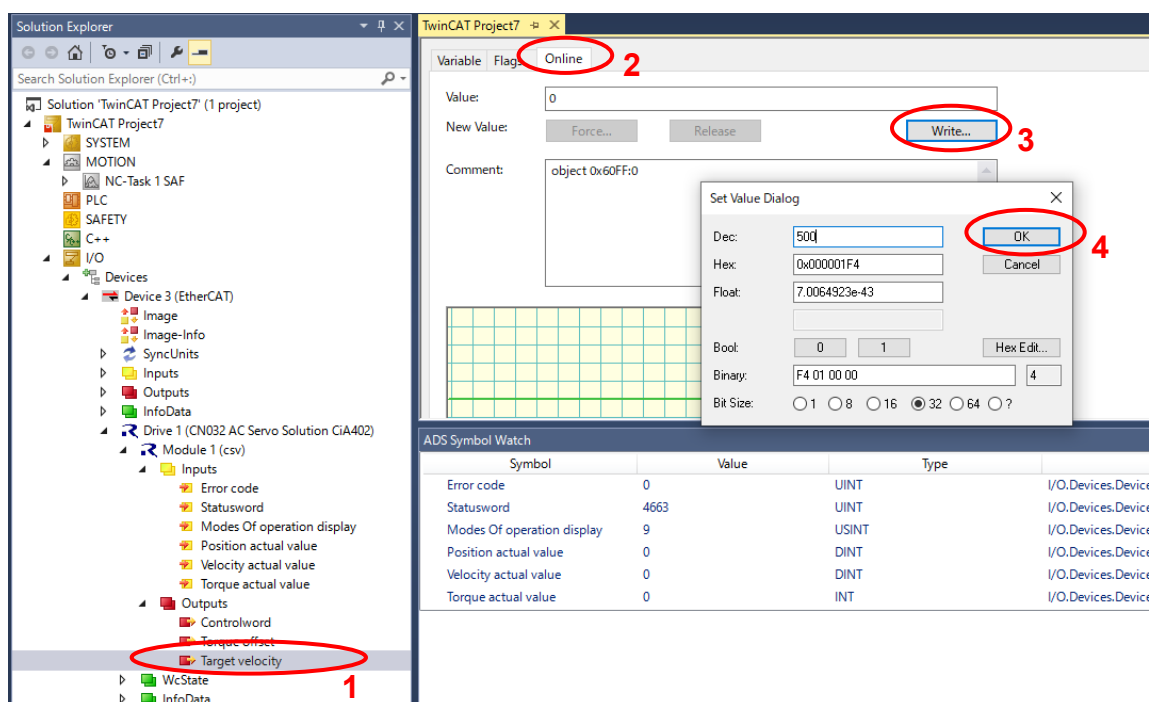 Solution Explorer
Search Solution Explorer (Ctrl+:)
Solution 'TwinCAT Project7' (1 project)
TwinCAT Project7
SYSTEM
MOTION
NC-Task 1 SAF
PLC
SAFETY
C++
I/O
Devices
Device 3 (EtherCAT)
Image
Image-Info
SyncUnits
Inputs
Outputs
InfoData
Drive 1 (CN032 AC Servo Solution CiA402)
Module 1 (csv)
Inputs
Error code
Statusword
Modes Of operation display
Position actual value
Velocity actual value
Torque actual value
Outputs
Controlword
Torque offset
Target velocity
1
WcState
InfoData
TwinCAT Project7
Variable Flags Online 2
Value: 0
New Value: Force... Release Write... 3
Comment: object 0x60FF:0
Set Value Dialog
Dec: 500 OK 4
Hex: 0x000001F4 Cancel
Float: 7.0064923e-43
Bool: 0 1 Hex Edit...
Binary: F4 01 00 00 4
Bit Size: 1 8 16 32 64 ?
ADS Symbol Watch
Symbol Value Type
Error code 0 UINT I/O.Devices.Device
Statusword 4663 UINT I/O.Devices.Device
Modes Of operation display 9 USINT I/O.Devices.Device
Position actual value 0 DINT I/O.Devices.Device
Velocity actual value 0 DINT I/O.Devices.Device
Torque actual value 0 INT I/O.Devices.Device